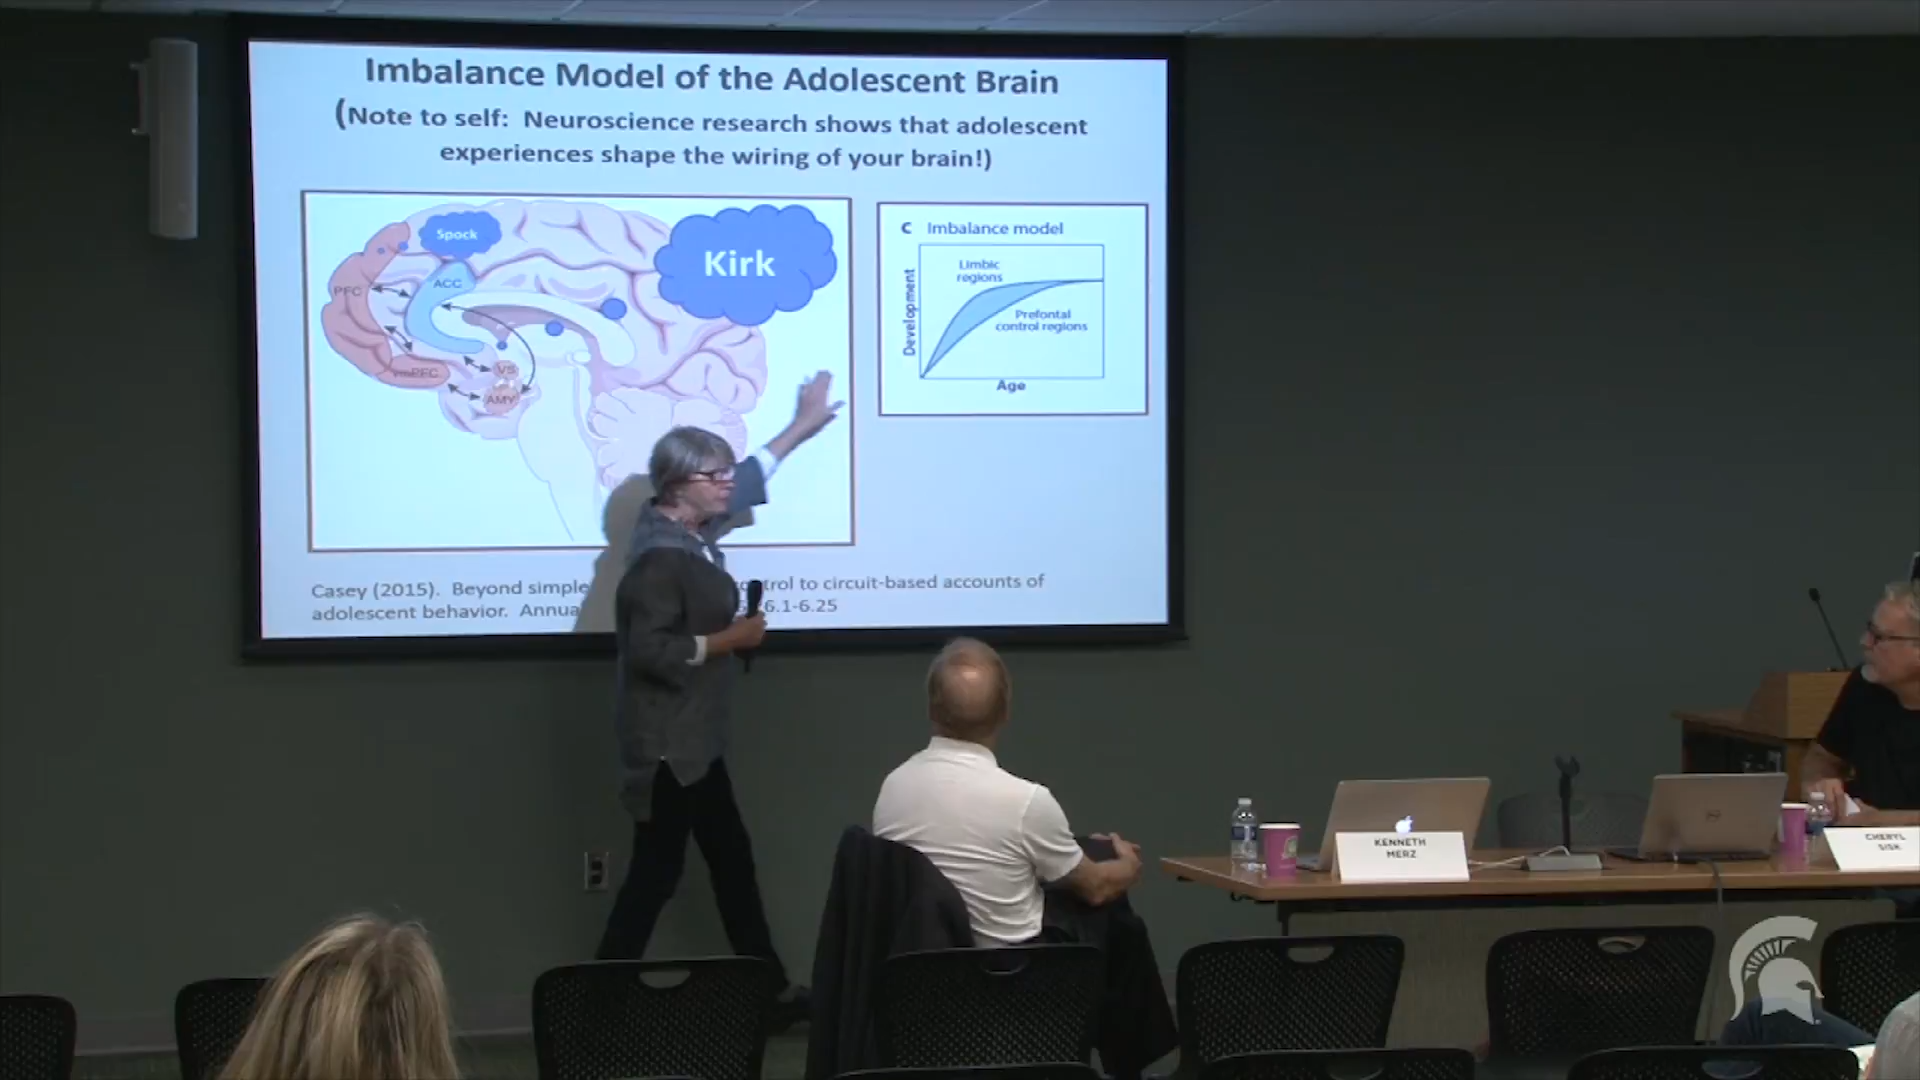 Imbalance Model of the Adolescent Brain
(Note to self: Neuroscience research shows that adolescent
experiences shape the wiring of your brain!)
Spock
Kirk
PFC
ACC
vmPFC
VS
AMY
C Imbalance model
Limbic
regions
Prefontal
control regions
Development
Age
Casey (2015). Beyond simple trol to circuit-based accounts of
adolescent behavior. 6.1-6.25
KENNETH
MERZ
CHERYL
SISK